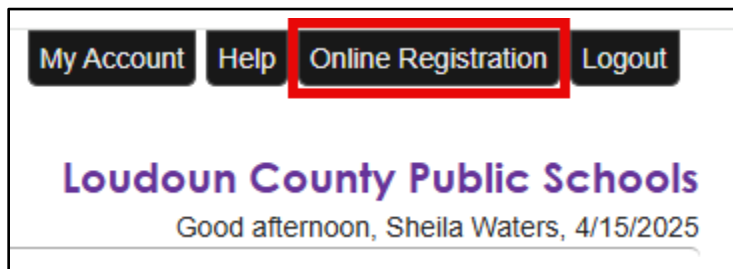 My Account Help Online Registration Logout
Loudoun County Public Schools
Good afternoon, Sheila Waters, 4/15/2025